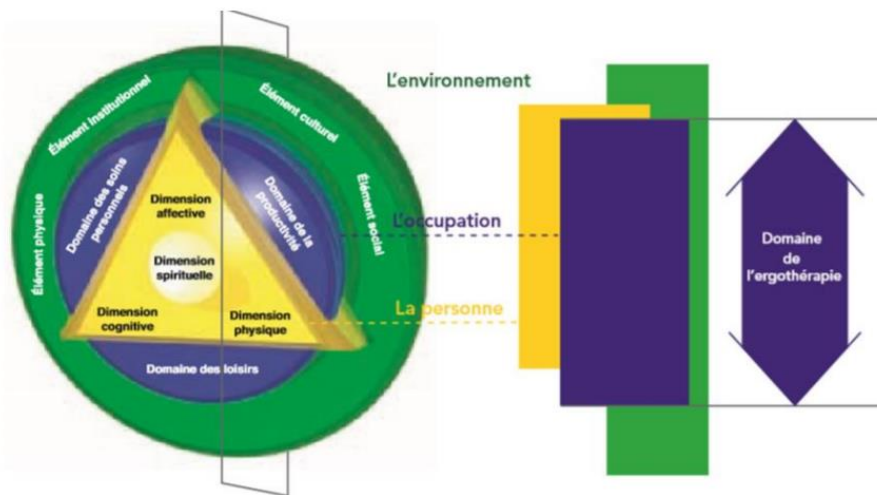 Élément institutionnel
Élément culturel
Élément physique
Élément social
Domaine des soins
personnels
Domaine de la
productivité
Dimension
affective
Dimension
spirituelle
Dimension
cognitive
Dimension
physique
Domaine des loisirs
L'environnement
L'occupation
La personne
Domaine
de
l'ergothérapie